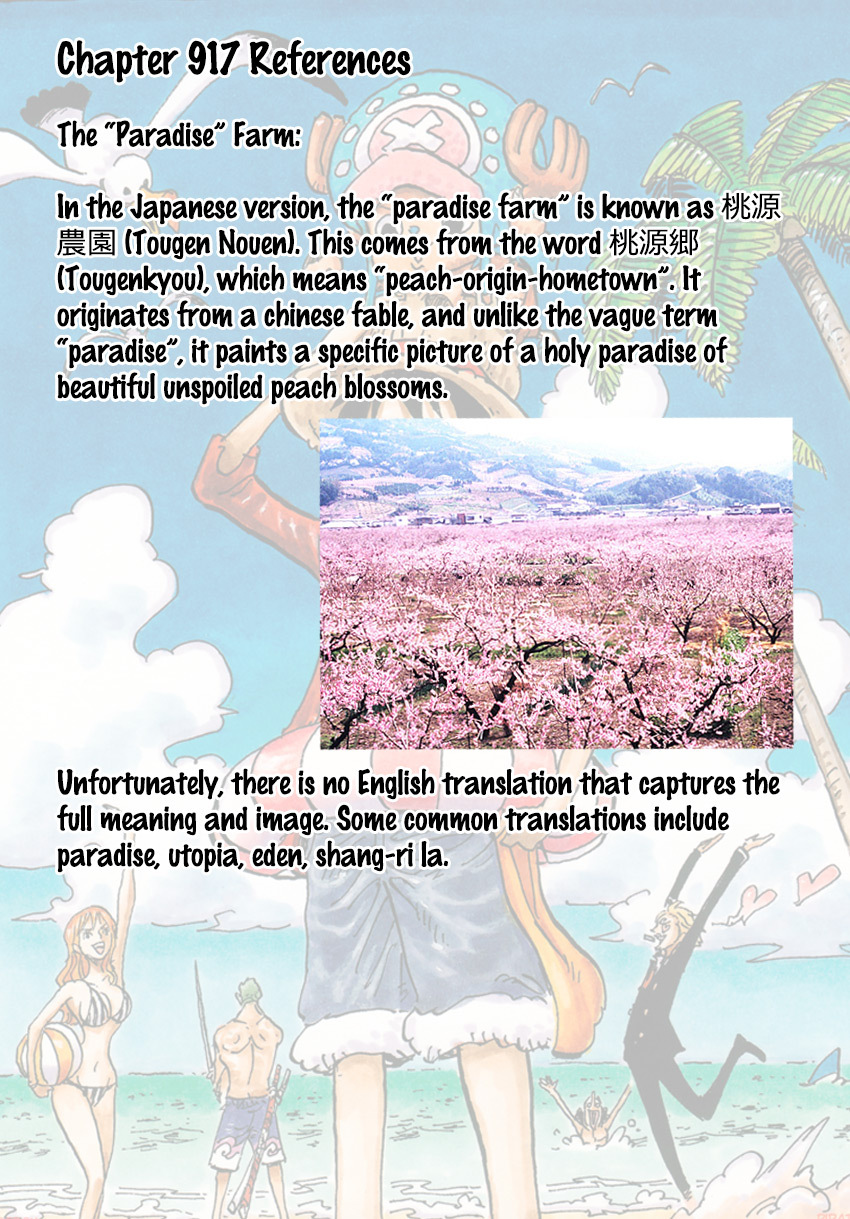 Chapter 917 References
The “Paradise” Farm:
In the Japanese version, the “paradise farm” is known as 桃源
農園 (Tougen Nouen). This comes from the word 桃源郷
(Tougenkyou), which means “peach-origin-hometown”. It
originates from a chinese fable, and unlike the vague term
“paradise”, it paints a specific picture of a holy paradise of
beautiful unspoiled peach blossoms.
Unfortunately, there is no English translation that captures the
full meaning and image. Some common translations include
paradise, utopia, eden, shang-ri la.